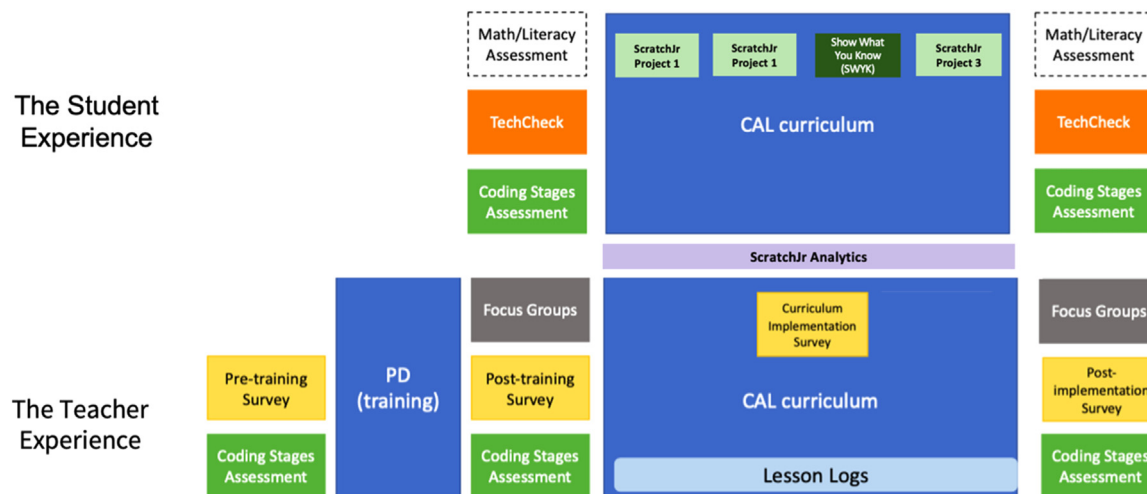 Math/Literacy
Assessment
ScratchJr
Project 1
ScratchJr
Project 1
Show What
You Know
(SWYK)
ScratchJr
Project 3
Math/Literacy
Assessment
The Student
Experience
TechCheck
CAL curriculum
TechCheck
Coding Stages
Assessment
Coding Stages
Assessment
ScratchJr Analytics
Focus Groups
Curriculum
Implementation
Survey
Focus Groups
The Teacher
Experience
Pre-training
Survey
PD
(training)
Post-training
Survey
CAL curriculum
Post-
implementation
Survey
Coding Stages
Assessment
Coding Stages
Assessment
Lesson Logs
Coding Stages
Assessment